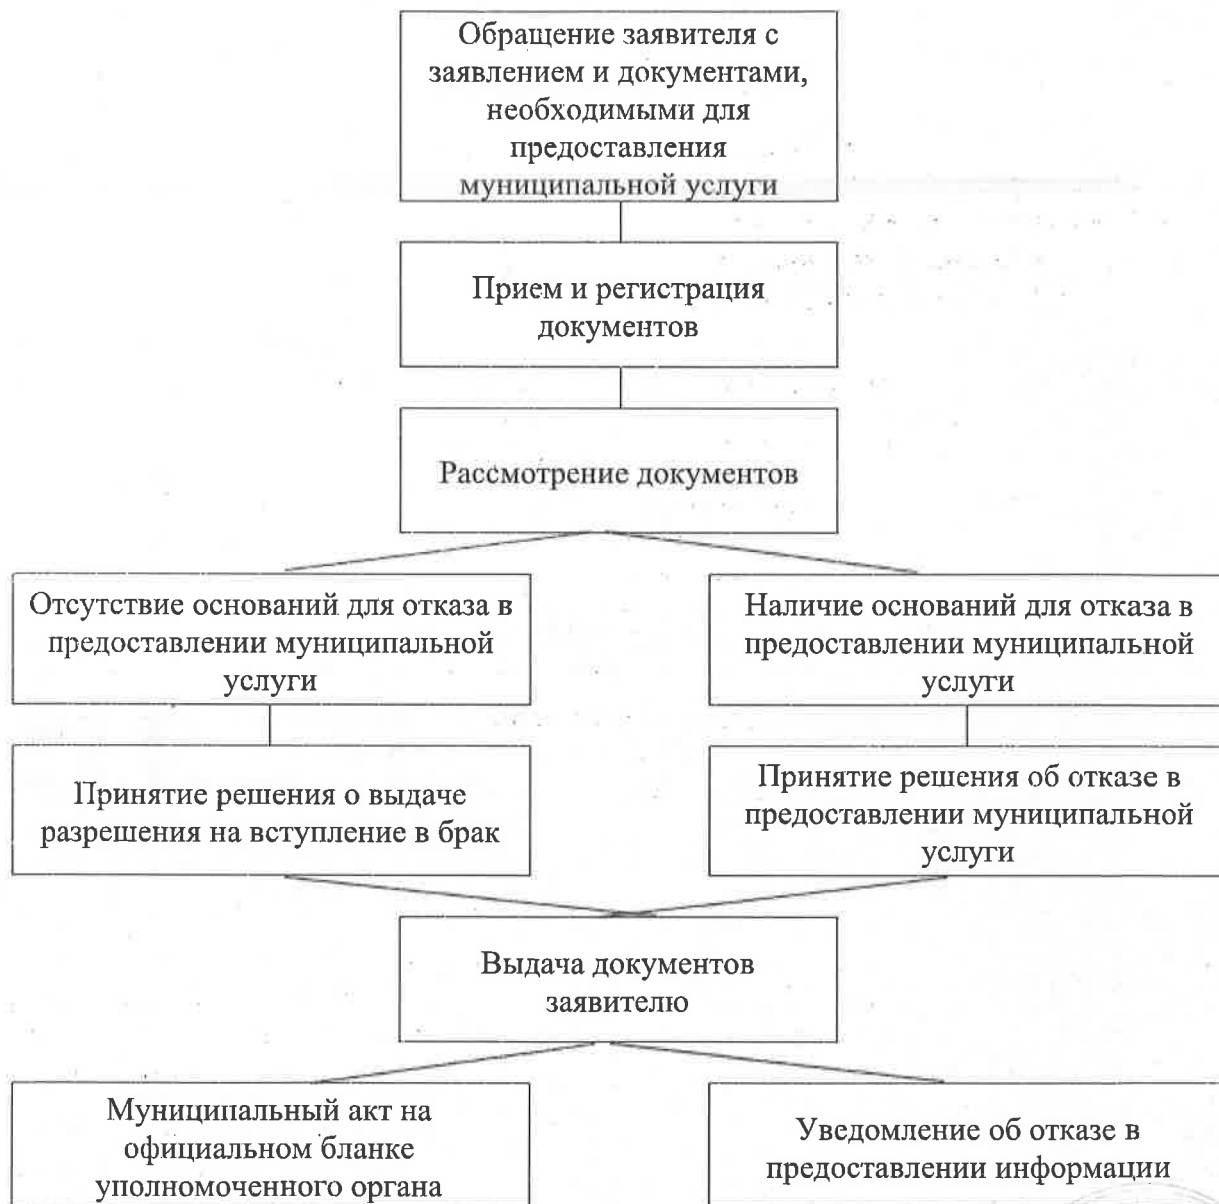 Обращение заявителя с
заявлением и документами,
необходимыми для
предоставления
муниципальной услуги
Прием и регистрация
документов
Рассмотрение документов
Отсутствие оснований для отказа в
предоставлении муниципальной
услуги
Наличие оснований для отказа в
предоставлении муниципальной
услуги
Принятие решения о выдаче
разрешения на вступление в брак
Принятие решения об отказе в
предоставлении муниципальной
услуги
Выдача документов
заявителю
Муниципальный акт на
официальном бланке
уполномоченного органа
Уведомление об отказе в
предоставлении информации